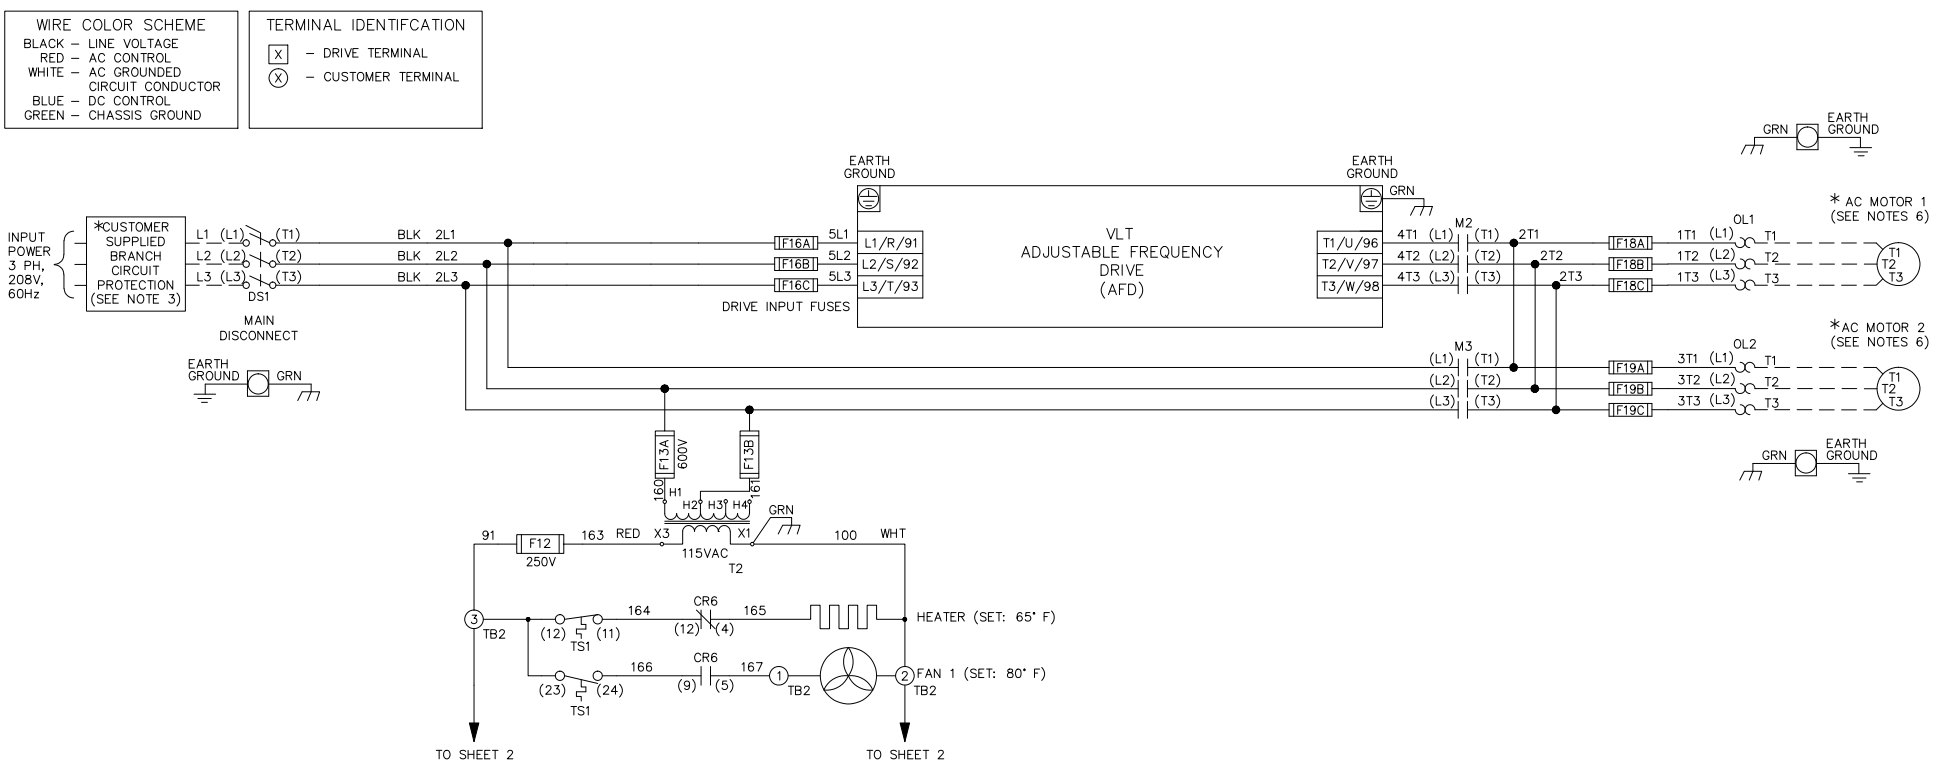 WIRE COLOR SCHEME
BLACK – LINE VOLTAGE
RED – AC CONTROL
WHITE – AC GROUNDED
CIRCUIT CONDUCTOR
BLUE – DC CONTROL
GREEN – CHASSIS GROUND
TERMINAL IDENTIFCATION
X – DRIVE TERMINAL
X – CUSTOMER TERMINAL
INPUT
POWER
3 PH,
208V,
60Hz
*CUSTOMER
SUPPLIED
BRANCH
CIRCUIT
PROTECTION
(SEE NOTE 3)
L1 (L1) (T1) BLK 2L1
L2 (L2) (T2) BLK 2L2
L3 (L3) (T3) BLK 2L3
DS1
MAIN
DISCONNECT
EARTH
GROUND
GRN
F16A 5L1
F16B 5L2
F16C 5L3
DRIVE INPUT FUSES
EARTH
GROUND
L1/R/91
L2/S/92
L3/T/93
VLT
ADJUSTABLE FREQUENCY
DRIVE
(AFD)
EARTH
GROUND
GRN
T1/U/96
T2/V/97
T3/W/98
M2
4T1 (L1) (T1) 2T1
4T2 (L2) (T2) 2T2
4T3 (L3) (T3) 2T3
F18A 1T1 (L1) T1
F18B 1T2 (L2) T2
F18C 1T3 (L3) T3
OL1
GRN
EARTH
GROUND
* AC MOTOR 1
(SEE NOTES 6)
T1
T2
T3
M3
(L1) (T1)
(L2) (T2)
(L3) (T3)
F19A 3T1 (L1) T1
F19B 3T2 (L2) T2
F19C 3T3 (L3) T3
OL2
*AC MOTOR 2
(SEE NOTES 6)
T1
T2
T3
GRN
EARTH
GROUND
F13A
600V
F13B
160
161
H1
H2
H3
H4
GRN
91
F12
250V
163
RED
X3
X1
115VAC
T2
100
WHT
3
TB2
(12)
(11)
TS1
164
CR6
(12)
(4)
165
HEATER (SET: 65° F)
(23)
(24)
TS1
166
CR6
(9)
(5)
167
1
TB2
2
TB2
FAN 1 (SET: 80° F)
TO SHEET 2
TO SHEET 2